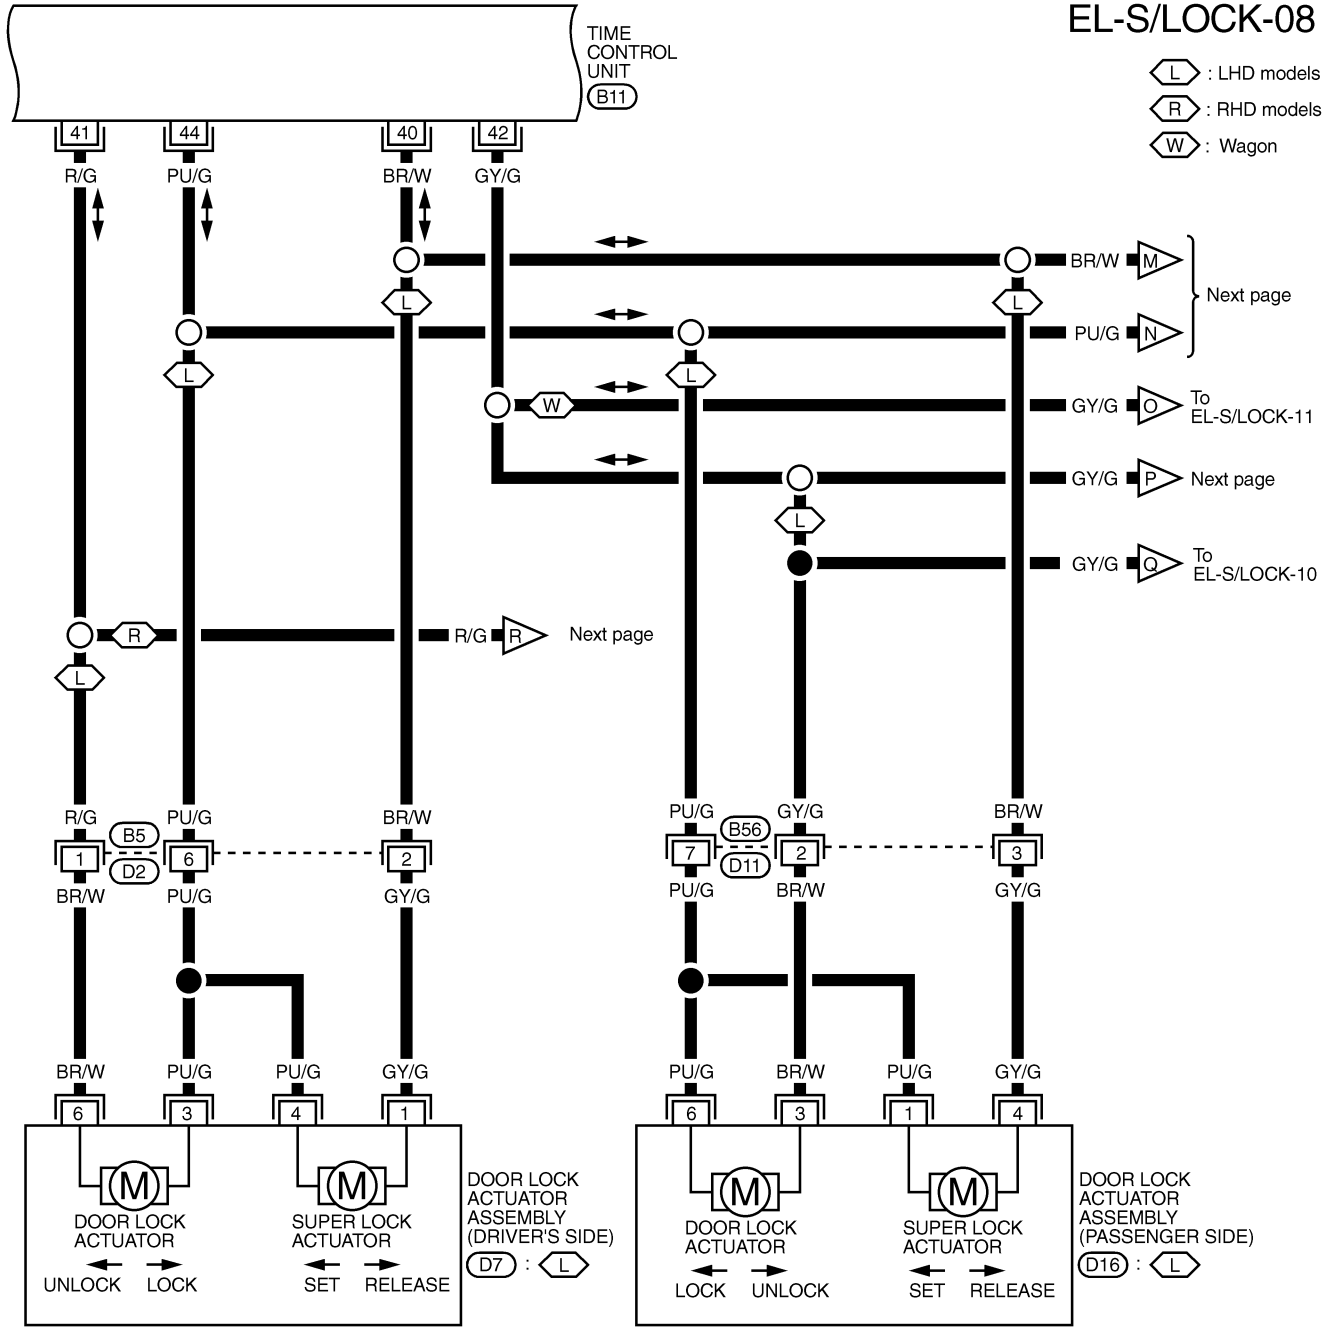 EL-S/LOCK-08
TIME
CONTROL
UNIT
B11
L : LHD models
R : RHD models
W : Wagon
41 44 40 42
R/G PU/G BR/W GY/G
BR/W M
L L
Next page
PU/G N
L L
W GY/G O To
EL-S/LOCK-11
GY/G P Next page
L
GY/G Q To
EL-S/LOCK-10
R R/G R Next page
L
R/G PU/G BR/W PU/G GY/G BR/W
B5 B56
1 6 2 7 2 3
D2 D11
BR/W PU/G GY/G PU/G BR/W GY/G
BR/W PU/G PU/G GY/G PU/G BR/W PU/G GY/G
6 3 4 1 6 3 1 4
M M M M
DOOR LOCK
ACTUATOR
UNLOCK LOCK
SUPER LOCK
ACTUATOR
SET RELEASE
DOOR LOCK
ACTUATOR
ASSEMBLY
(DRIVER'S SIDE)
D7 : L
DOOR LOCK
ACTUATOR
LOCK UNLOCK
SUPER LOCK
ACTUATOR
SET RELEASE
DOOR LOCK
ACTUATOR
ASSEMBLY
(PASSENGER SIDE)
D16 : L